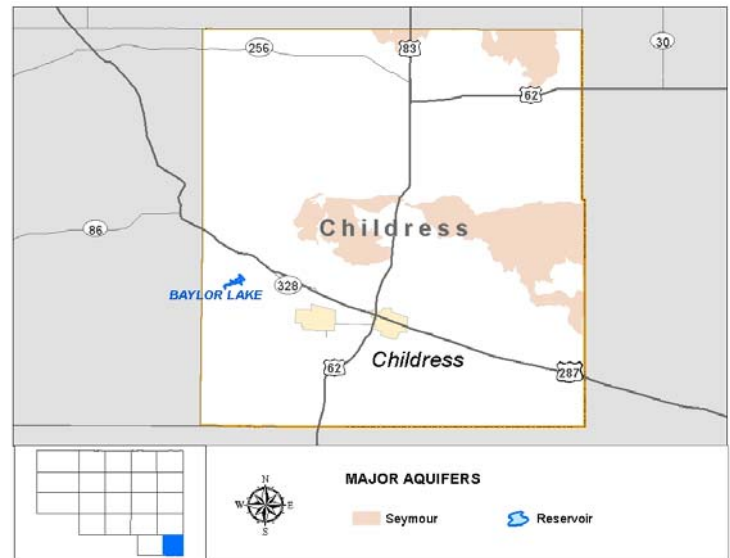 256
83
30
62
86
Childress
BAYLOR LAKE
328
Childress
62
287
N
W E
S
MAJOR AQUIFERS
Seymour
Reservoir